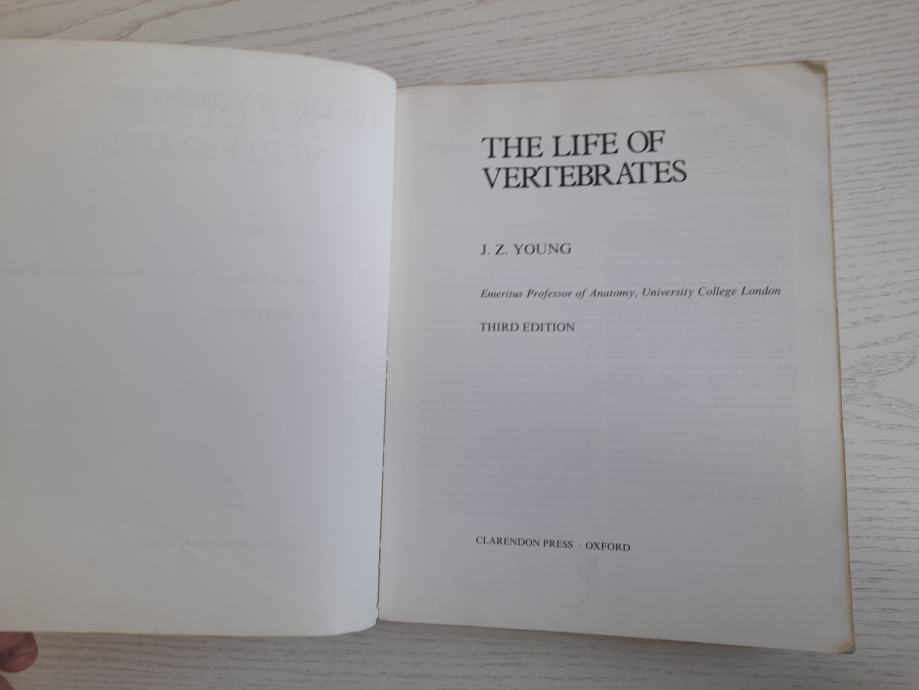 THE LIFE OF
VERTEBRATES
J. Z. YOUNG
Emeritus Professor of Anatomy, University College London
THIRD EDITION
CLARENDON PRESS · OXFORD